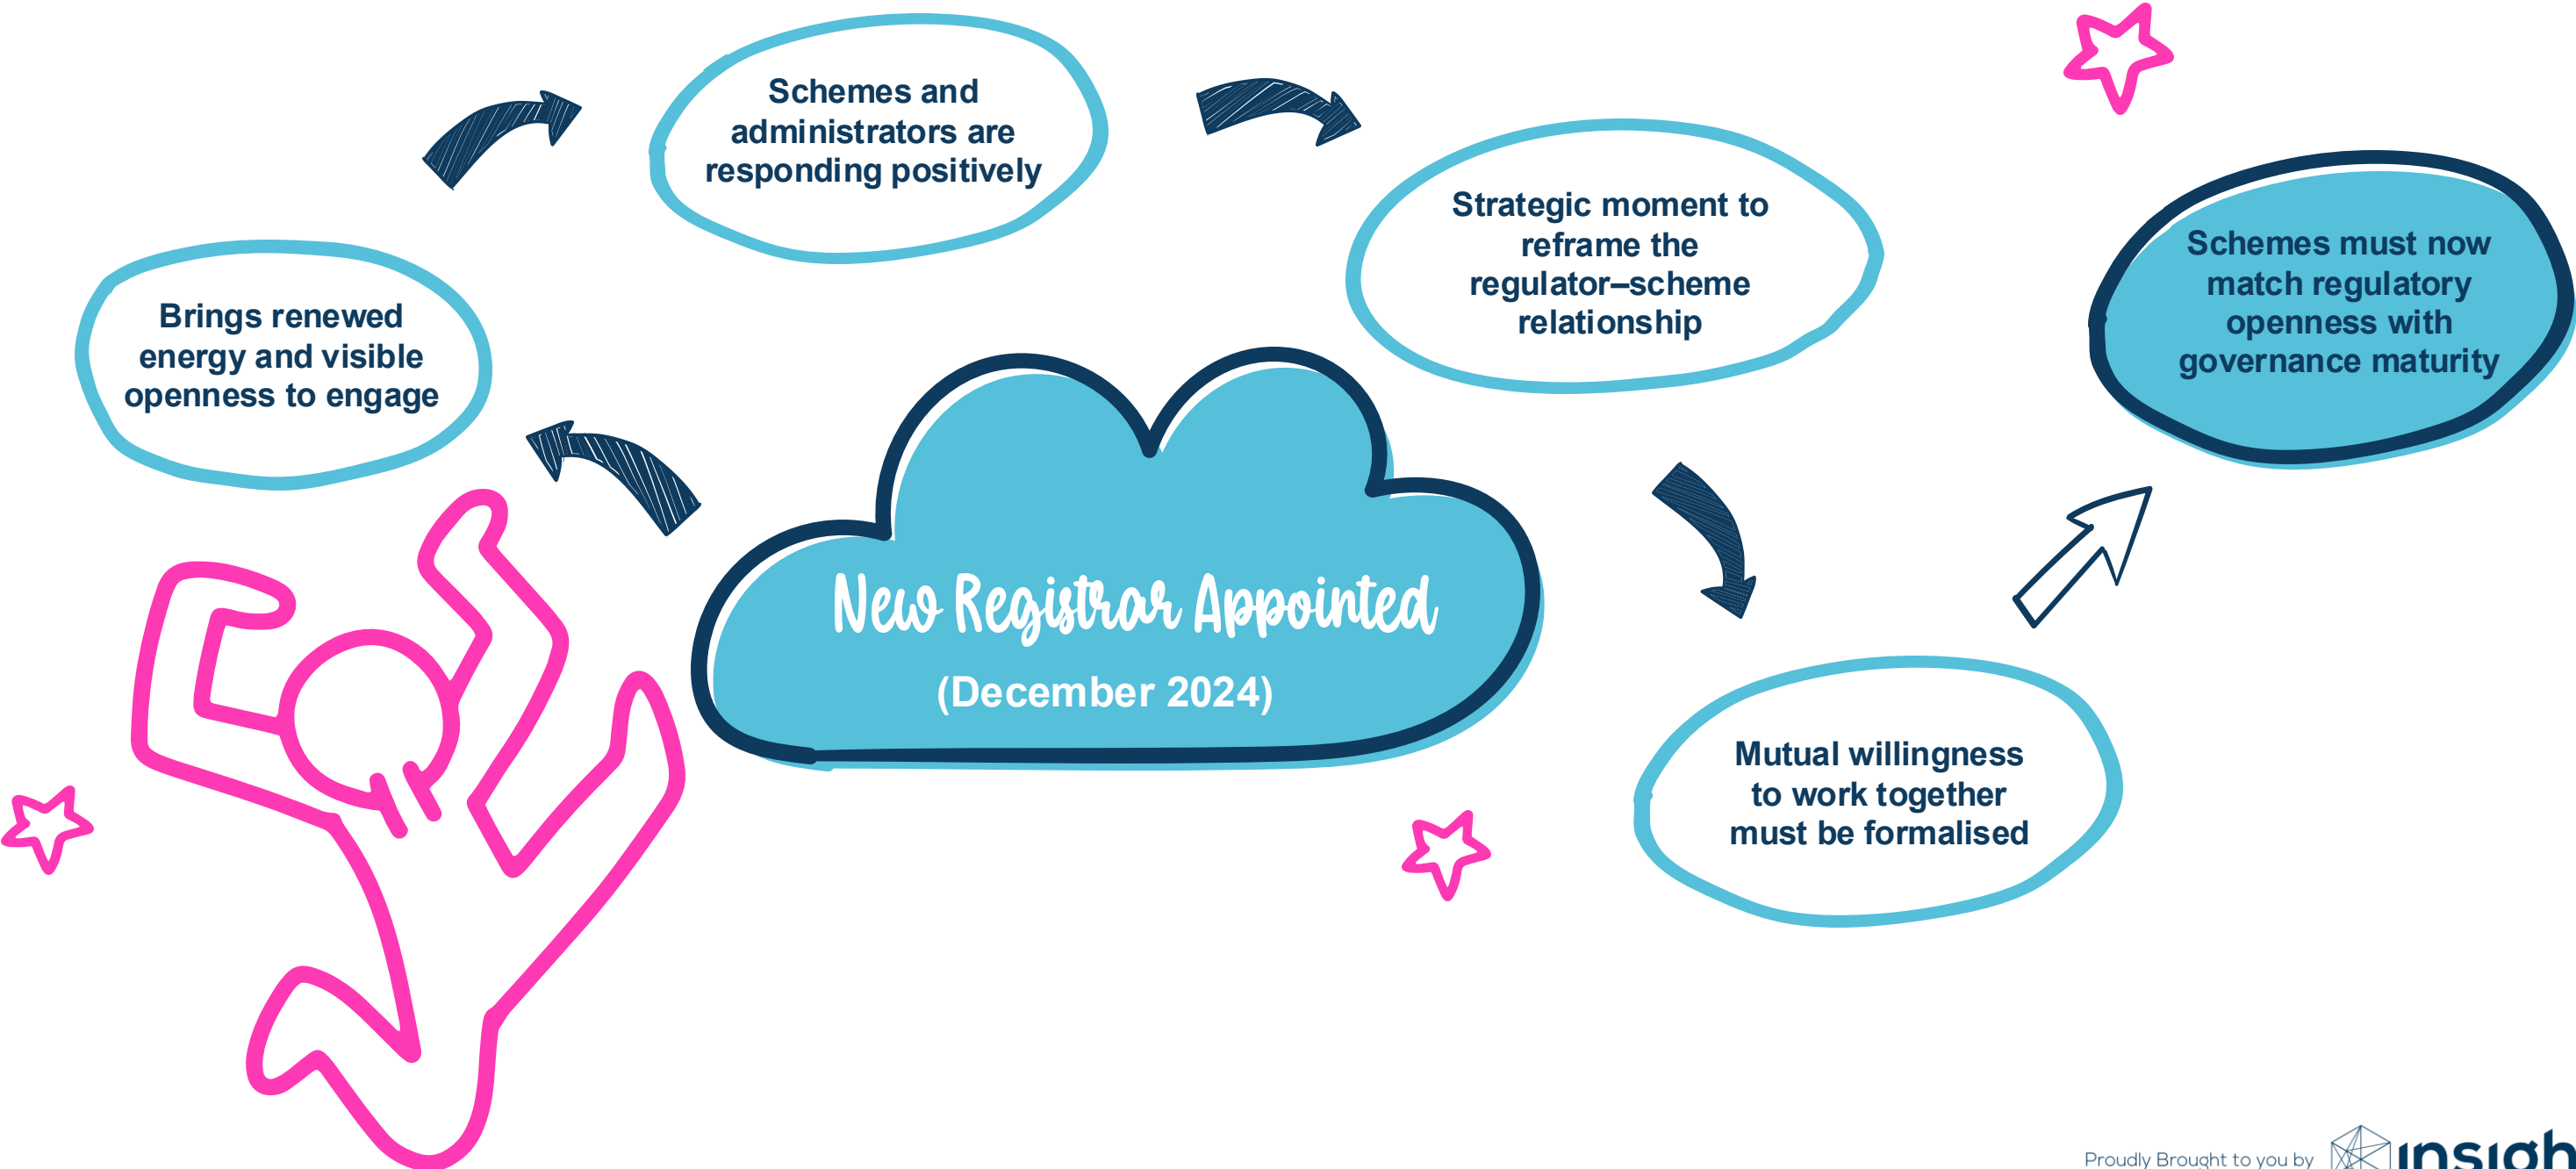 New Registrar Appointed
(December 2024)
Brings renewed
energy and visible
openness to engage
Schemes and
administrators are
responding positively
Strategic moment to
reframe the
regulator–scheme
relationship
Mutual willingness
to work together
must be formalised
Schemes must now
match regulatory
openness with
governance maturity
Proudly Brought to you by
insigh